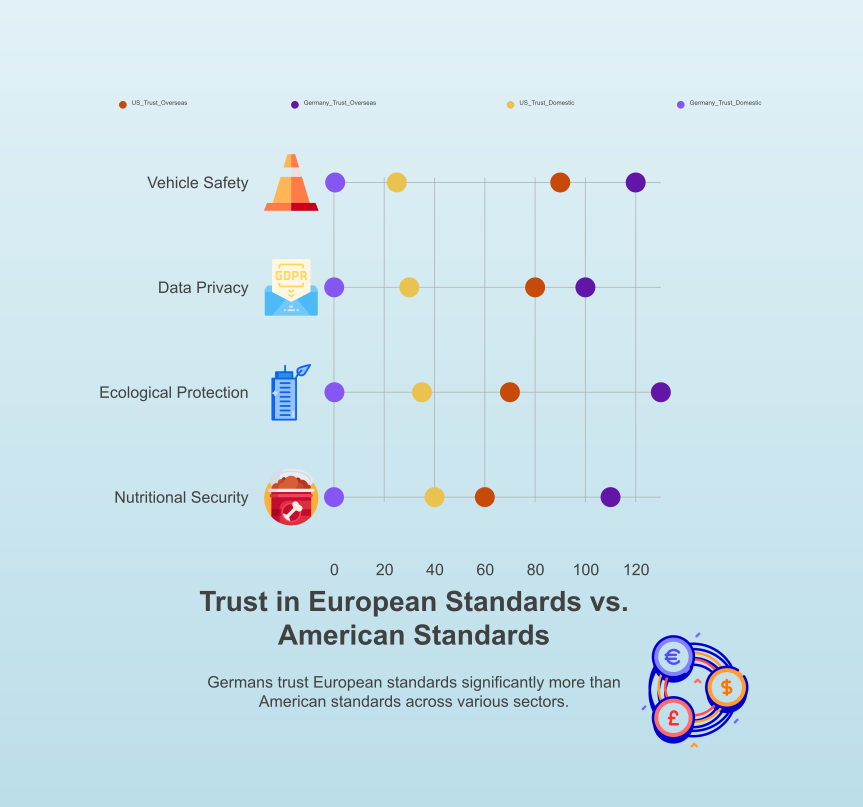 US_Trust_Overseas
Germany_Trust_Overseas
US_Trust_Domestic
Germany_Trust_Domestic
Vehicle Safety
GDPR
Data Privacy
Ecological Protection
Nutritional Security
0 20 40 60 80 100 120
Trust in European Standards vs.
American Standards
Germans trust European standards significantly more than
American standards across various sectors.
€
$
£